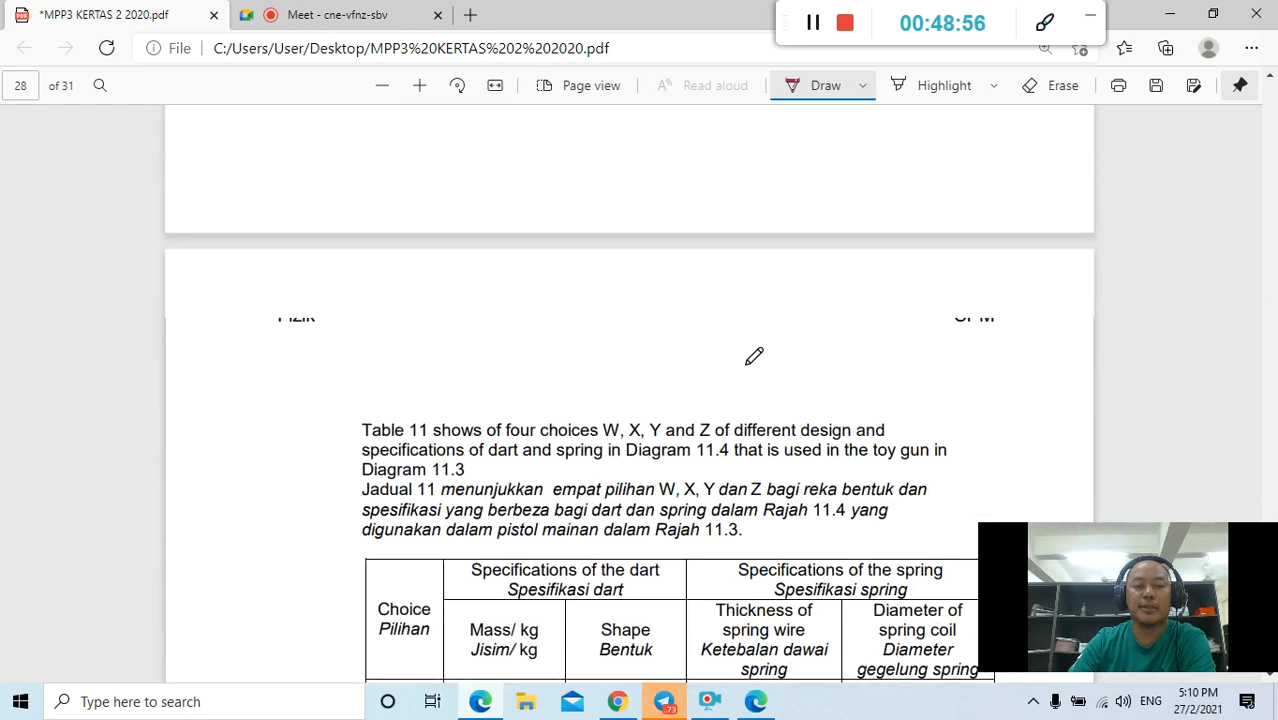 *MPP3 KERTAS 2 2020.pdf
Meet - cne-vfnz-sbv
00:48:56
File
C:/Users/User/Desktop/MPP3%20KERTAS%202%202020.pdf
28
of 31
Page view
Read aloud
Draw
Highlight
Erase
Fizik
SPM
Table 11 shows of four choices W, X, Y and Z of different design and
specifications of dart and spring in Diagram 11.4 that is used in the toy gun in
Diagram 11.3
Jadual 11 menunjukkan empat pilihan W, X, Y dan Z bagi reka bentuk dan
spesifikasi yang berbeza bagi dart dan spring dalam Rajah 11.4 yang
digunakan dalam pistol mainan dalam Rajah 11.3.
Choice
Pilihan
Specifications of the dart
Spesifikasi dart
Specifications of the spring
Spesifikasi spring
Mass/ kg
Jisim/ kg
Shape
Bentuk
Thickness of
spring wire
Ketebalan dawai
spring
Diameter of
spring coil
Diameter
gegelung spring
Type here to search
73
ENG
5:10 PM
27/2/2021